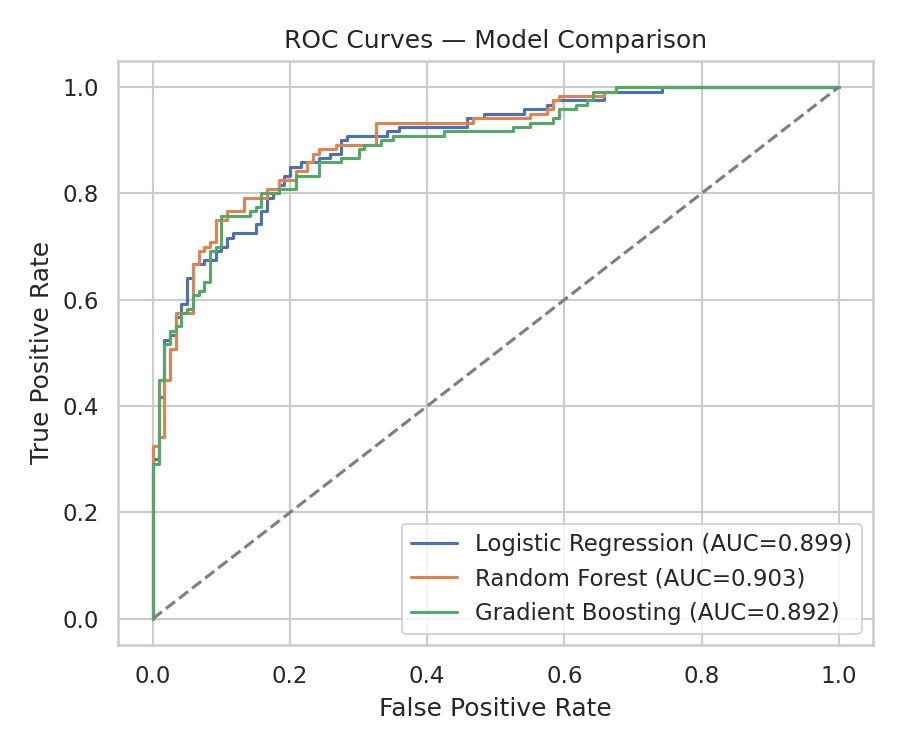 ROC Curves — Model Comparison
1.0
0.8
0.6
0.4
0.2
0.0
True Positive Rate
Logistic Regression (AUC=0.899)
Random Forest (AUC=0.903)
Gradient Boosting (AUC=0.892)
0.0 0.2 0.4 0.6 0.8 1.0
False Positive Rate